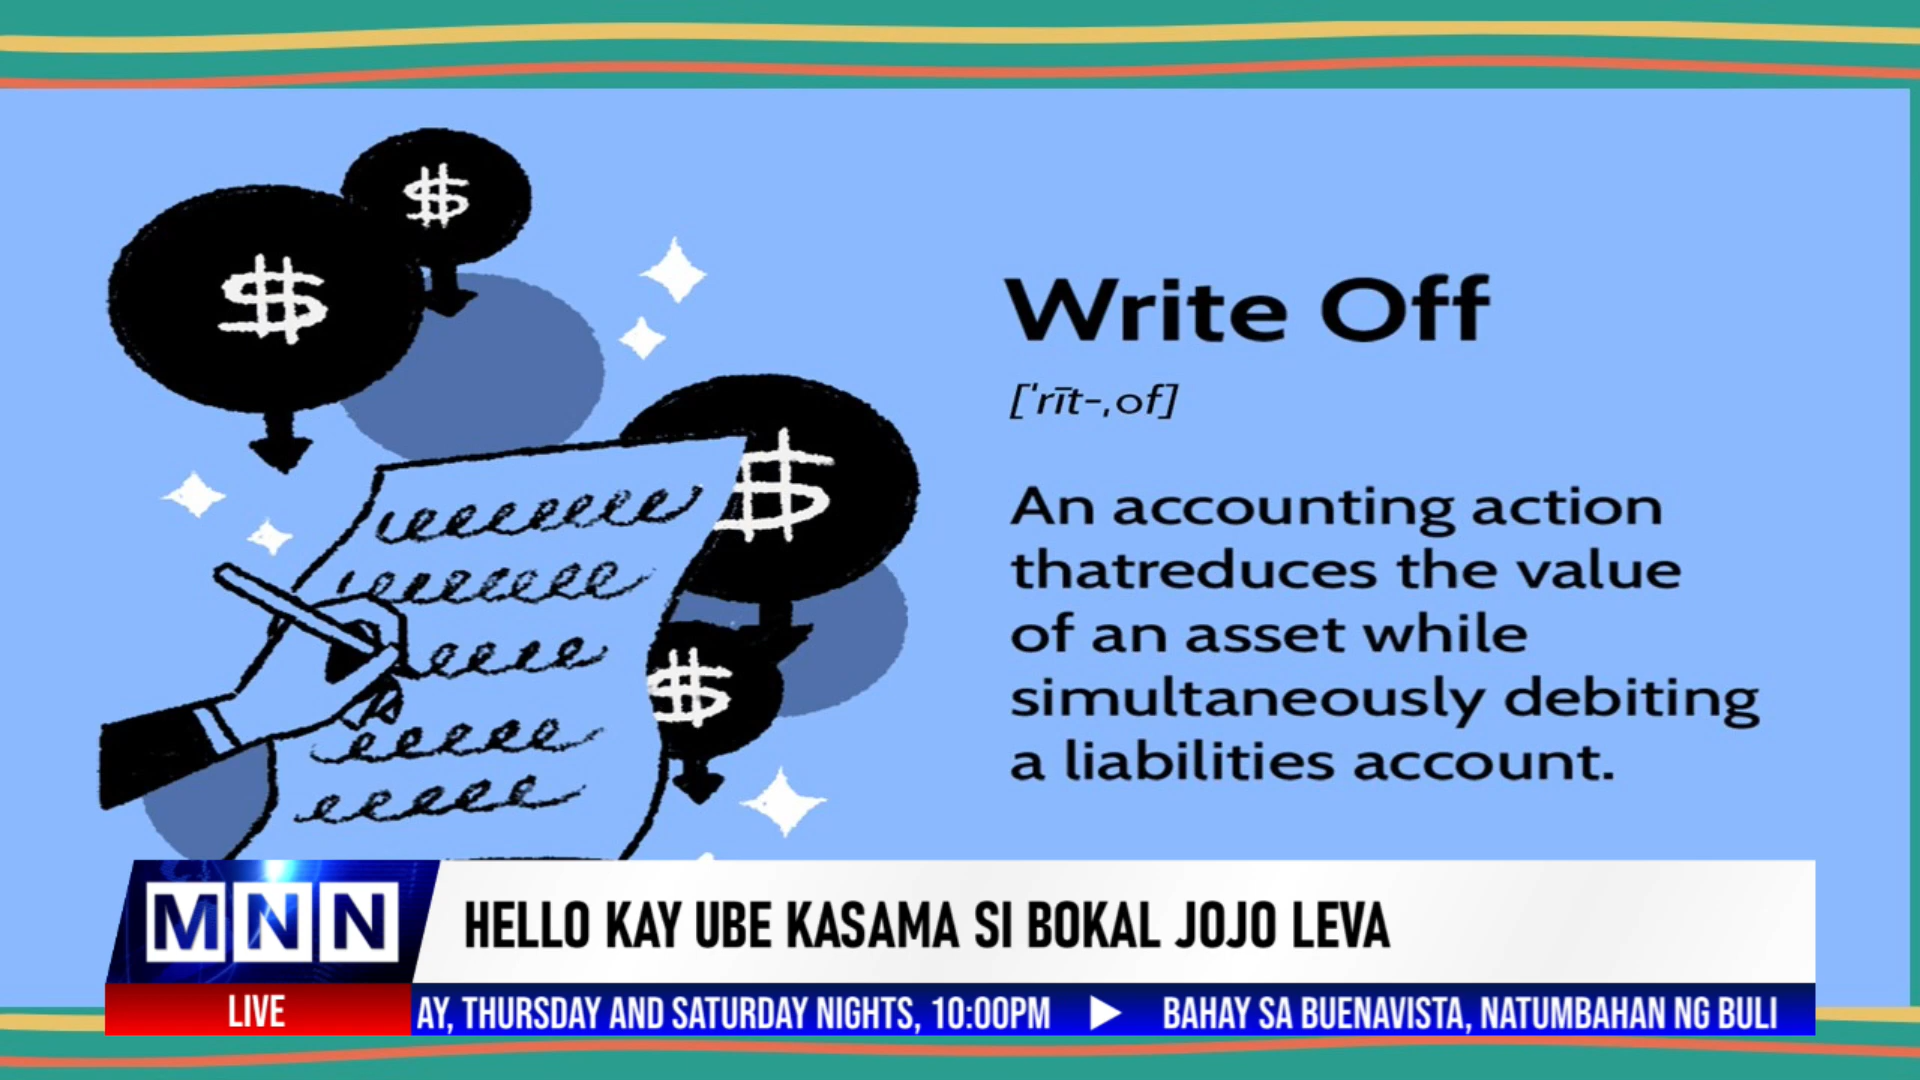 $
$
$
$
Write Off
['rīt-ˌof]
An accounting action
thatreduces the value
of an asset while
simultaneously debiting
a liabilities account.
MNN
HELLO KAY UBE KASAMA SI BOKAL JOJO LEVA
LIVE
AY, THURSDAY AND SATURDAY NIGHTS, 10:00PM ▶ BAHAY SA BUENAVISTA, NATUMBAHAN NG BULI